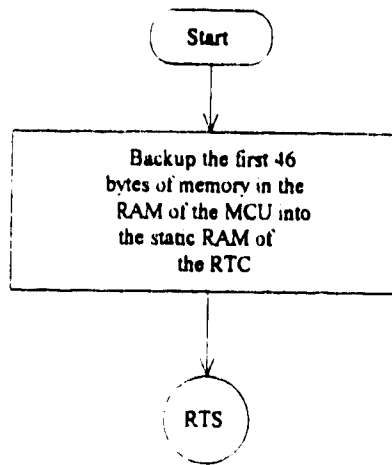 Start
Backup the first 46
bytes of memory in the
RAM of the MCU into
the static RAM of
the RTC
RTS